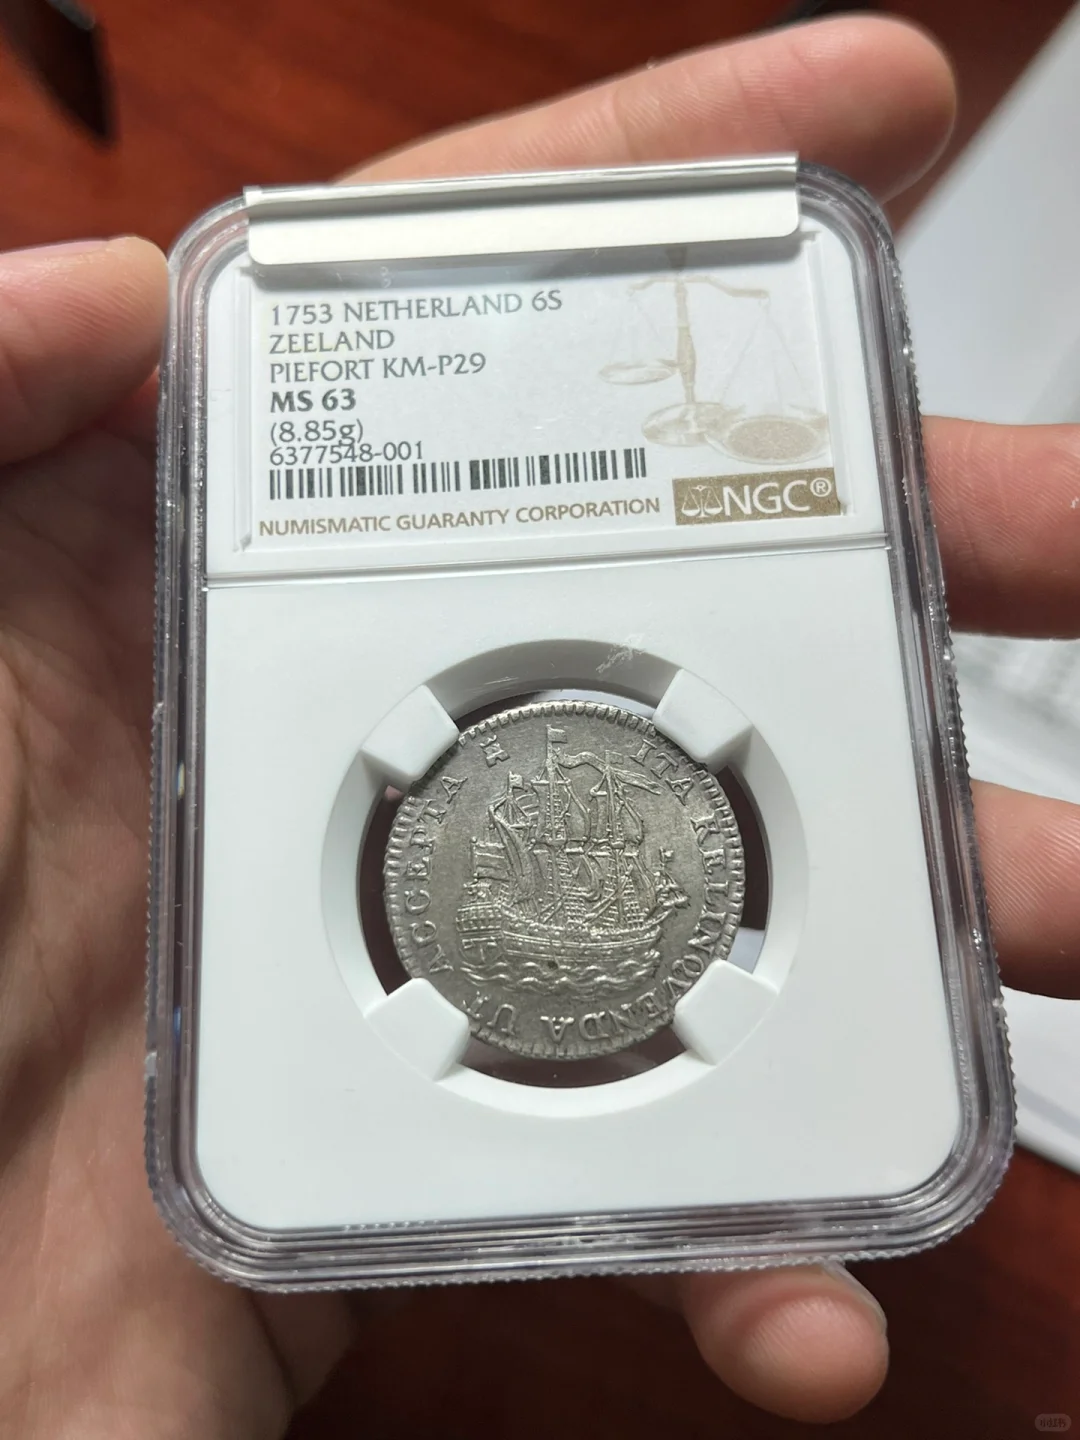 1753 NETHERLAND 6S
ZEELAND
PIEFORT KM-P29
MS 63
(8.85g)
6377548-001
NUMISMATIC GUARANTY CORPORATION
NGC®
ITA RELINQVENDA UT ACCEPTA